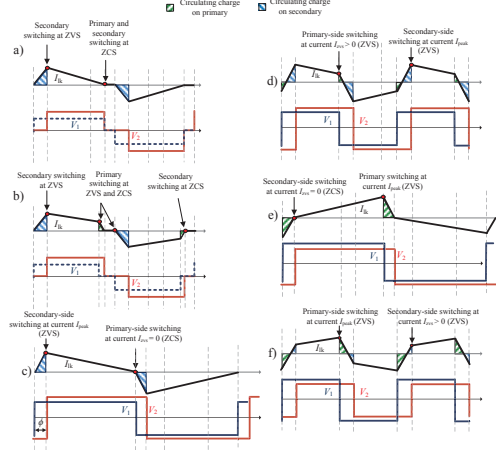 Circulating charge
on primary
Circulating charge
on secondary
a)
Secondary
switching at ZVS
Primary and
secondary
switching at
ZCS
I_lk
V_1
V_2
b)
Secondary switching
at ZVS
Primary
switching at
ZVS and ZCS
Secondary
switching at ZCS
I_lk
V_1
V_2
c)
Secondary-side
switching at current I_peak
(ZVS)
Primary-side switching
at current I_zvs = 0 (ZCS)
I_lk
V_1
V_2
ϕ
d)
Primary-side switching
at current I_zvs > 0 (ZVS)
Secondary-side
switching at current I_peak
(ZVS)
I_lk
V_1
V_2
e)
Secondary-side switching
at current I_zvs = 0 (ZCS)
Primary-side switching at
current I_peak (ZVS)
I_lk
V_1
V_2
f)
Primary-side switching at
current I_peak (ZVS)
Secondary-side switching at
current I_zvs > 0 (ZVS)
I_lk
V_1
V_2